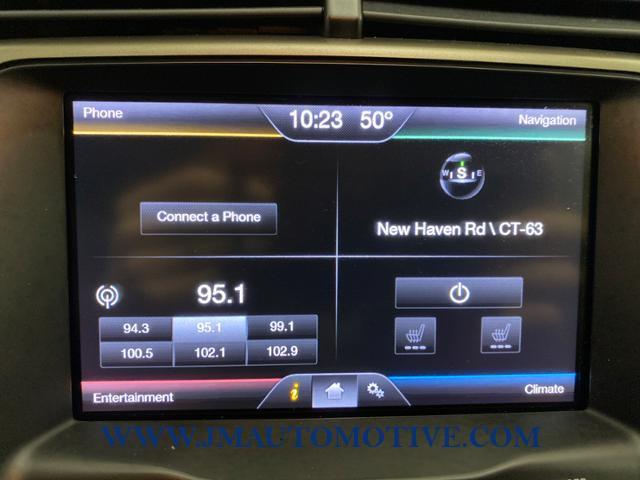 Phone
10:23 50°
Navigation
W S E
Connect a Phone
New Haven Rd \ CT-63
95.1
94.3 95.1 99.1
100.5 102.1 102.9
i
Entertainment
Climate
WWW.JMAUTOMOTIVE.COM